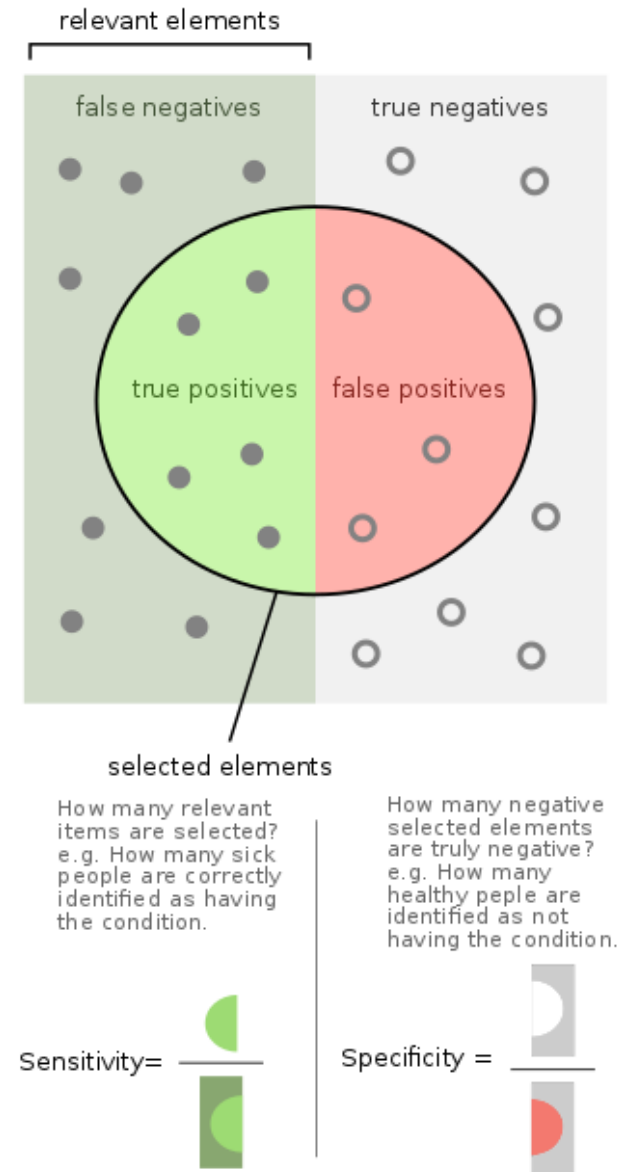 relevant elements
false negatives
true negatives
true positives
false positives
selected elements
How many relevant
items are selected?
e.g. How many sick
people are correctly
identified as having
the condition.
How many negative
selected elements
are truly negative?
e.g. How many
healthy peple are
identified as not
having the condition.
Sensitivity=
Specificity =